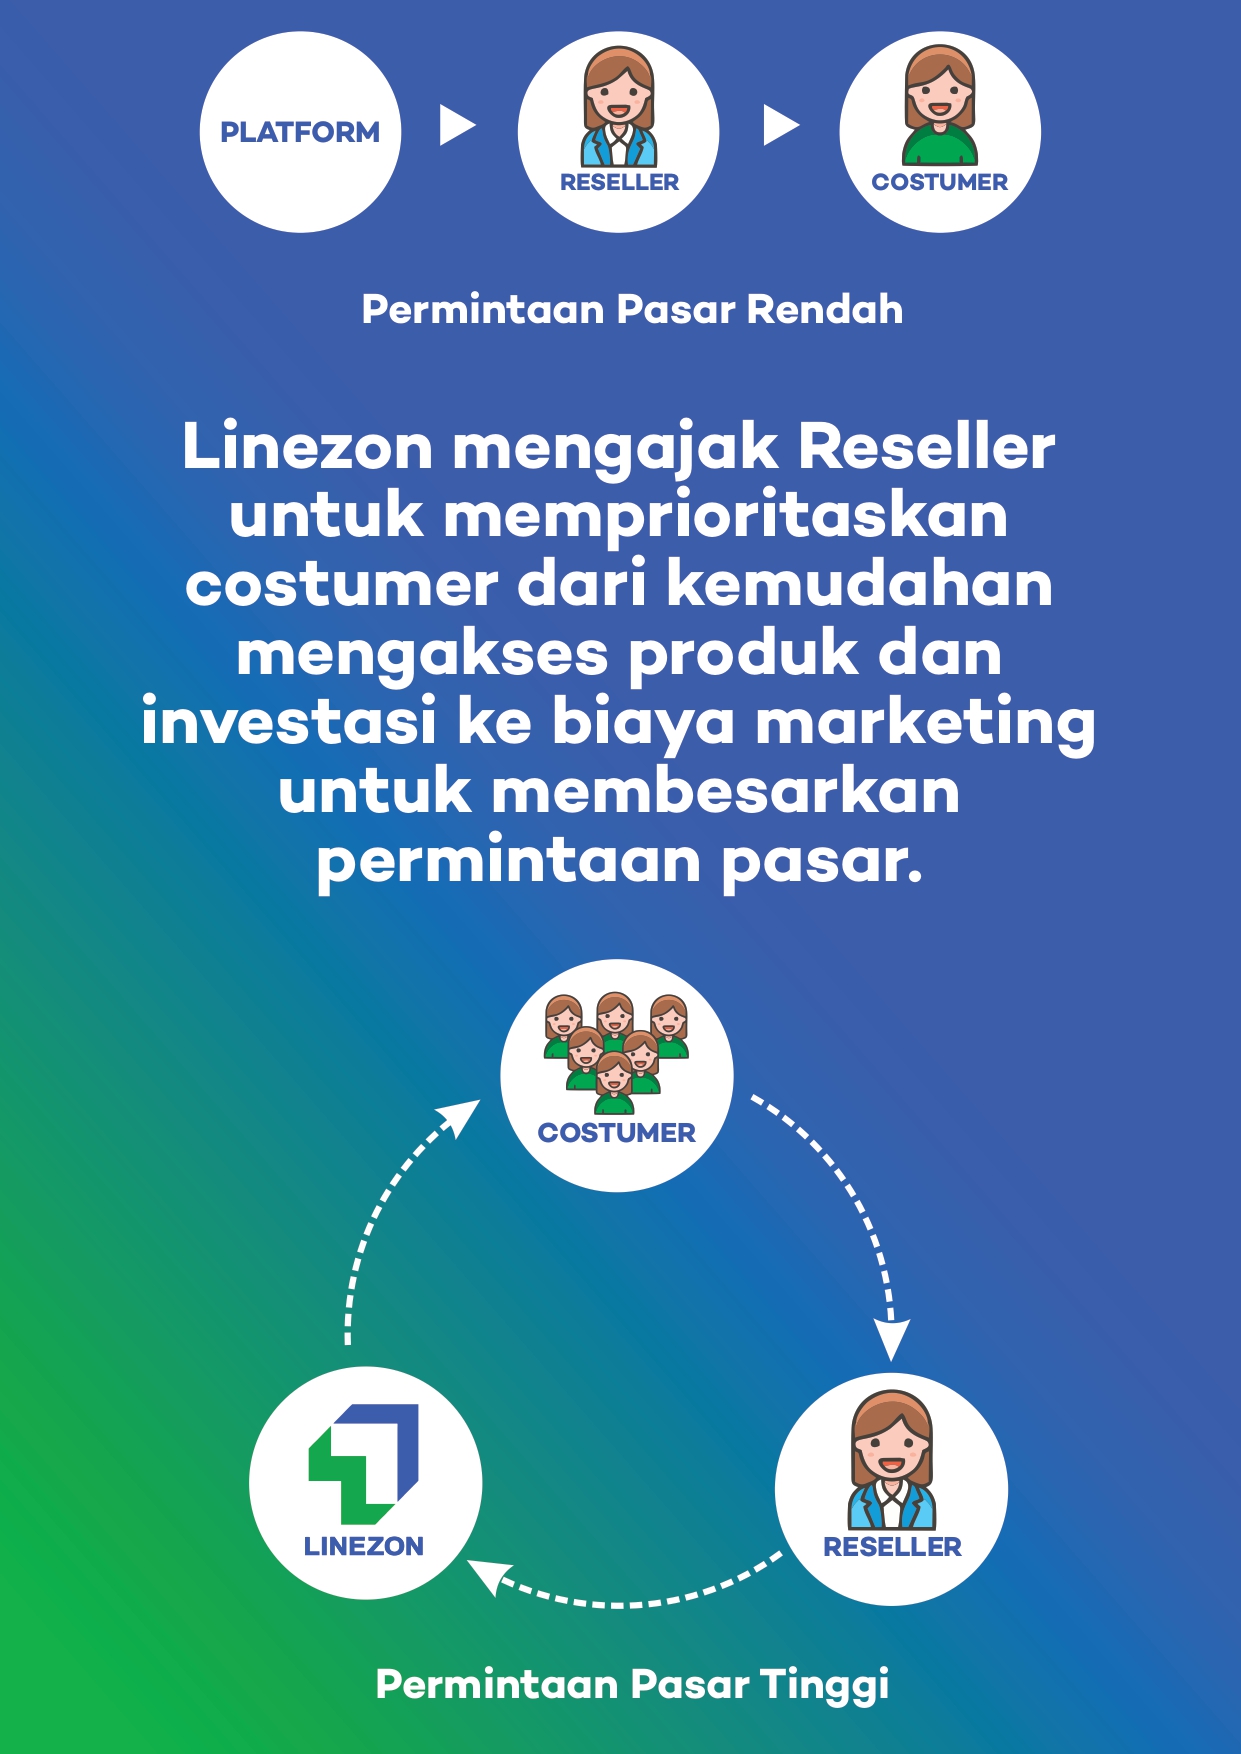 PLATFORM
RESELLER
COSTUMER
Permintaan Pasar Rendah
Linezon mengajak Reseller
untuk memprioritaskan
costumer dari kemudahan
mengakses produk dan
investasi ke biaya marketing
untuk membesarkan
permintaan pasar.
COSTUMER
LINEZON
RESELLER
Permintaan Pasar Tinggi